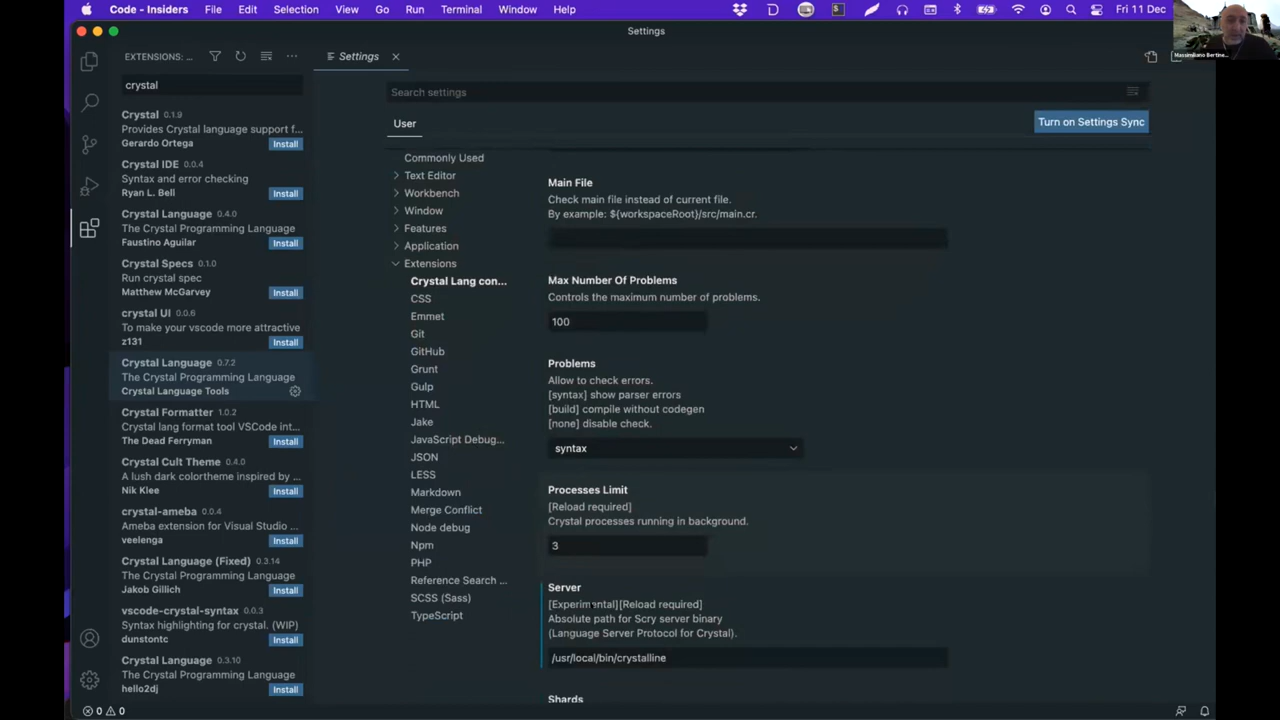 Code - Insiders File Edit Selection View Go Run Terminal Window Help Fri 11 Dec
Settings
Massimiliano Bertine...
EXTENSIONS: ...
Settings
crystal
Search settings
User
Turn on Settings Sync
Crystal 0.1.9
Provides Crystal language support f...
Gerardo Ortega Install
Crystal IDE 0.0.4
Syntax and error checking
Ryan L. Bell Install
Crystal Language 0.4.0
The Crystal Programming Language
Faustino Aguilar Install
Crystal Specs 0.1.0
Run crystal spec
Matthew McGarvey Install
crystal UI 0.0.6
To make your vscode more attractive
z131 Install
Crystal Language 0.7.2
The Crystal Programming Language
Crystal Language Tools
Crystal Formatter 1.0.2
Crystal lang format tool VSCode int...
The Dead Ferryman Install
Crystal Cult Theme 0.4.0
A lush dark colortheme inspired by ...
Nik Klee Install
crystal-ameba 0.0.4
Ameba extension for Visual Studio ...
veelenga Install
Crystal Language (Fixed) 0.3.14
The Crystal Programming Language
Jakob Gillich Install
vscode-crystal-syntax 0.0.3
Syntax highlighting for crystal. (WIP)
dunstontc Install
Crystal Language 0.3.10
The Crystal Programming Language
hello2dj Install
Commonly Used
Text Editor
Workbench
Window
Features
Application
Extensions
Crystal Lang con...
CSS
Emmet
Git
GitHub
Grunt
Gulp
HTML
Jake
JavaScript Debug...
JSON
LESS
Markdown
Merge Conflict
Node debug
Npm
PHP
Reference Search ...
SCSS (Sass)
TypeScript
Main File
Check main file instead of current file.
By example: ${workspaceRoot}/src/main.cr.
Max Number Of Problems
Controls the maximum number of problems.
100
Problems
Allow to check errors.
[syntax] show parser errors
[build] compile without codegen
[none] disable check.
syntax
Processes Limit
[Reload required]
Crystal processes running in background.
3
Server
[Experimental][Reload required]
Absolute path for Scry server binary
(Language Server Protocol for Crystal).
/usr/local/bin/crystalline
Shards
0 0